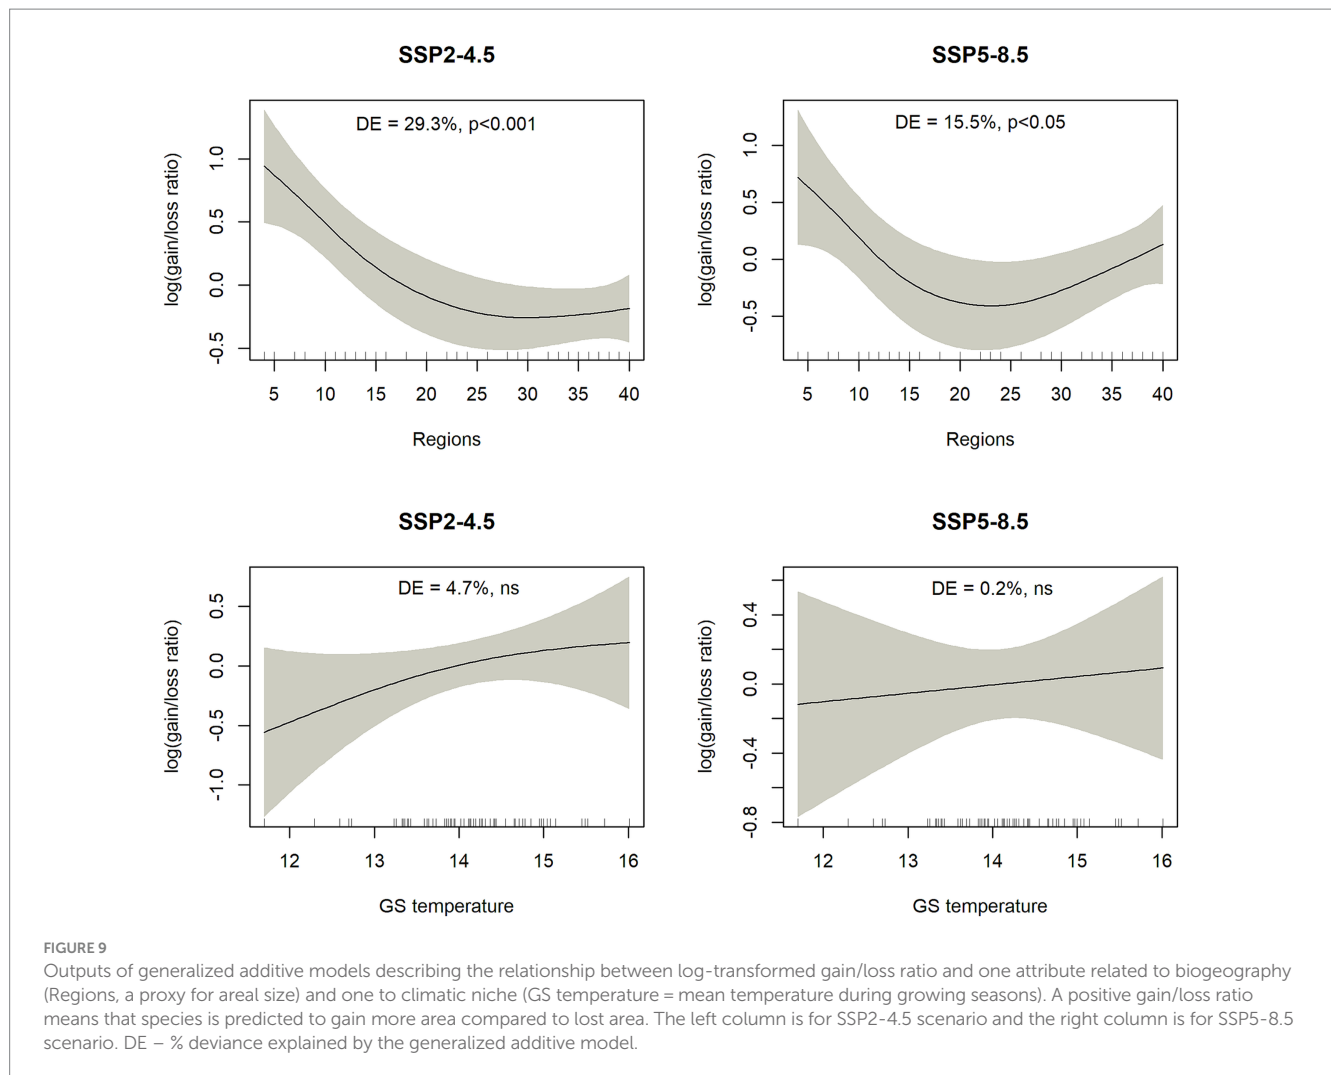 SSP2-4.5
DE = 29.3%, p<0.001
log(gain/loss ratio)
1.0
0.5
0.0
-0.5
5 10 15 20 25 30 35 40
Regions
SSP5-8.5
DE = 15.5%, p<0.05
log(gain/loss ratio)
1.0
0.5
0.0
-0.5
5 10 15 20 25 30 35 40
Regions
SSP2-4.5
DE = 4.7%, ns
log(gain/loss ratio)
0.5
0.0
-0.5
-1.0
12 13 14 15 16
GS temperature
SSP5-8.5
DE = 0.2%, ns
log(gain/loss ratio)
0.4
0.0
-0.4
-0.8
12 13 14 15 16
GS temperature
FIGURE 9
Outputs of generalized additive models describing the relationship between log-transformed gain/loss ratio and one attribute related to biogeography
(Regions, a proxy for areal size) and one to climatic niche (GS temperature = mean temperature during growing seasons). A positive gain/loss ratio
means that species is predicted to gain more area compared to lost area. The left column is for SSP2-4.5 scenario and the right column is for SSP5-8.5
scenario. DE – % deviance explained by the generalized additive model.